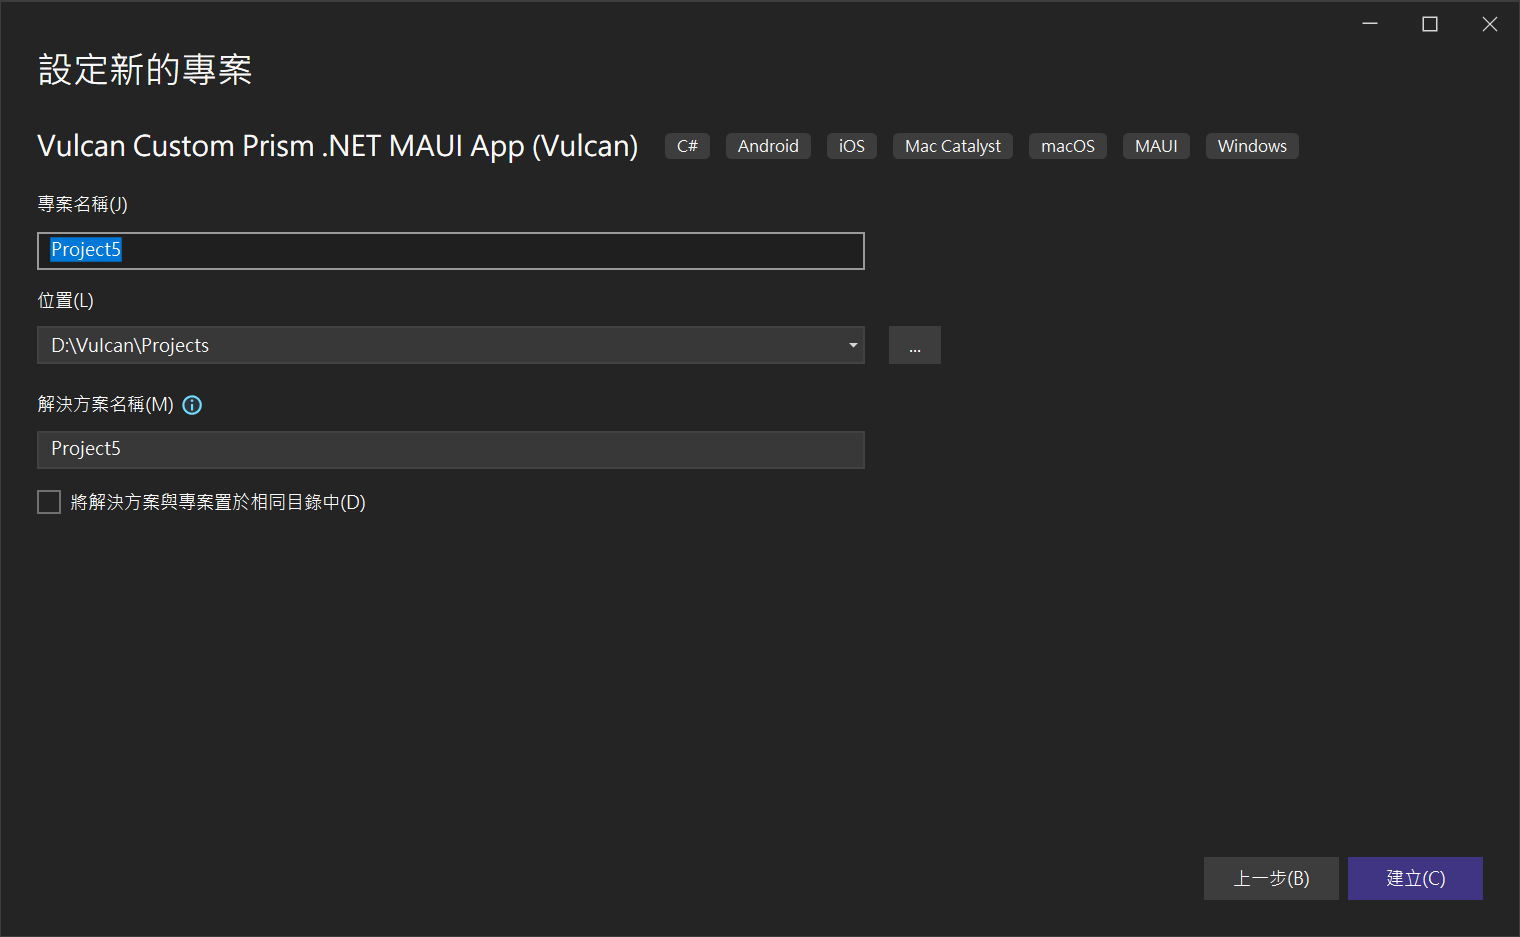 設定新的專案
Vulcan Custom Prism .NET MAUI App (Vulcan) C# Android iOS Mac Catalyst macOS MAUI Windows
專案名稱(J)
Project5
位置(L)
D:\Vulcan\Projects ...
解決方案名稱(M)
Project5
將解決方案與專案置於相同目錄中(D)
上一步(B) 建立(C)